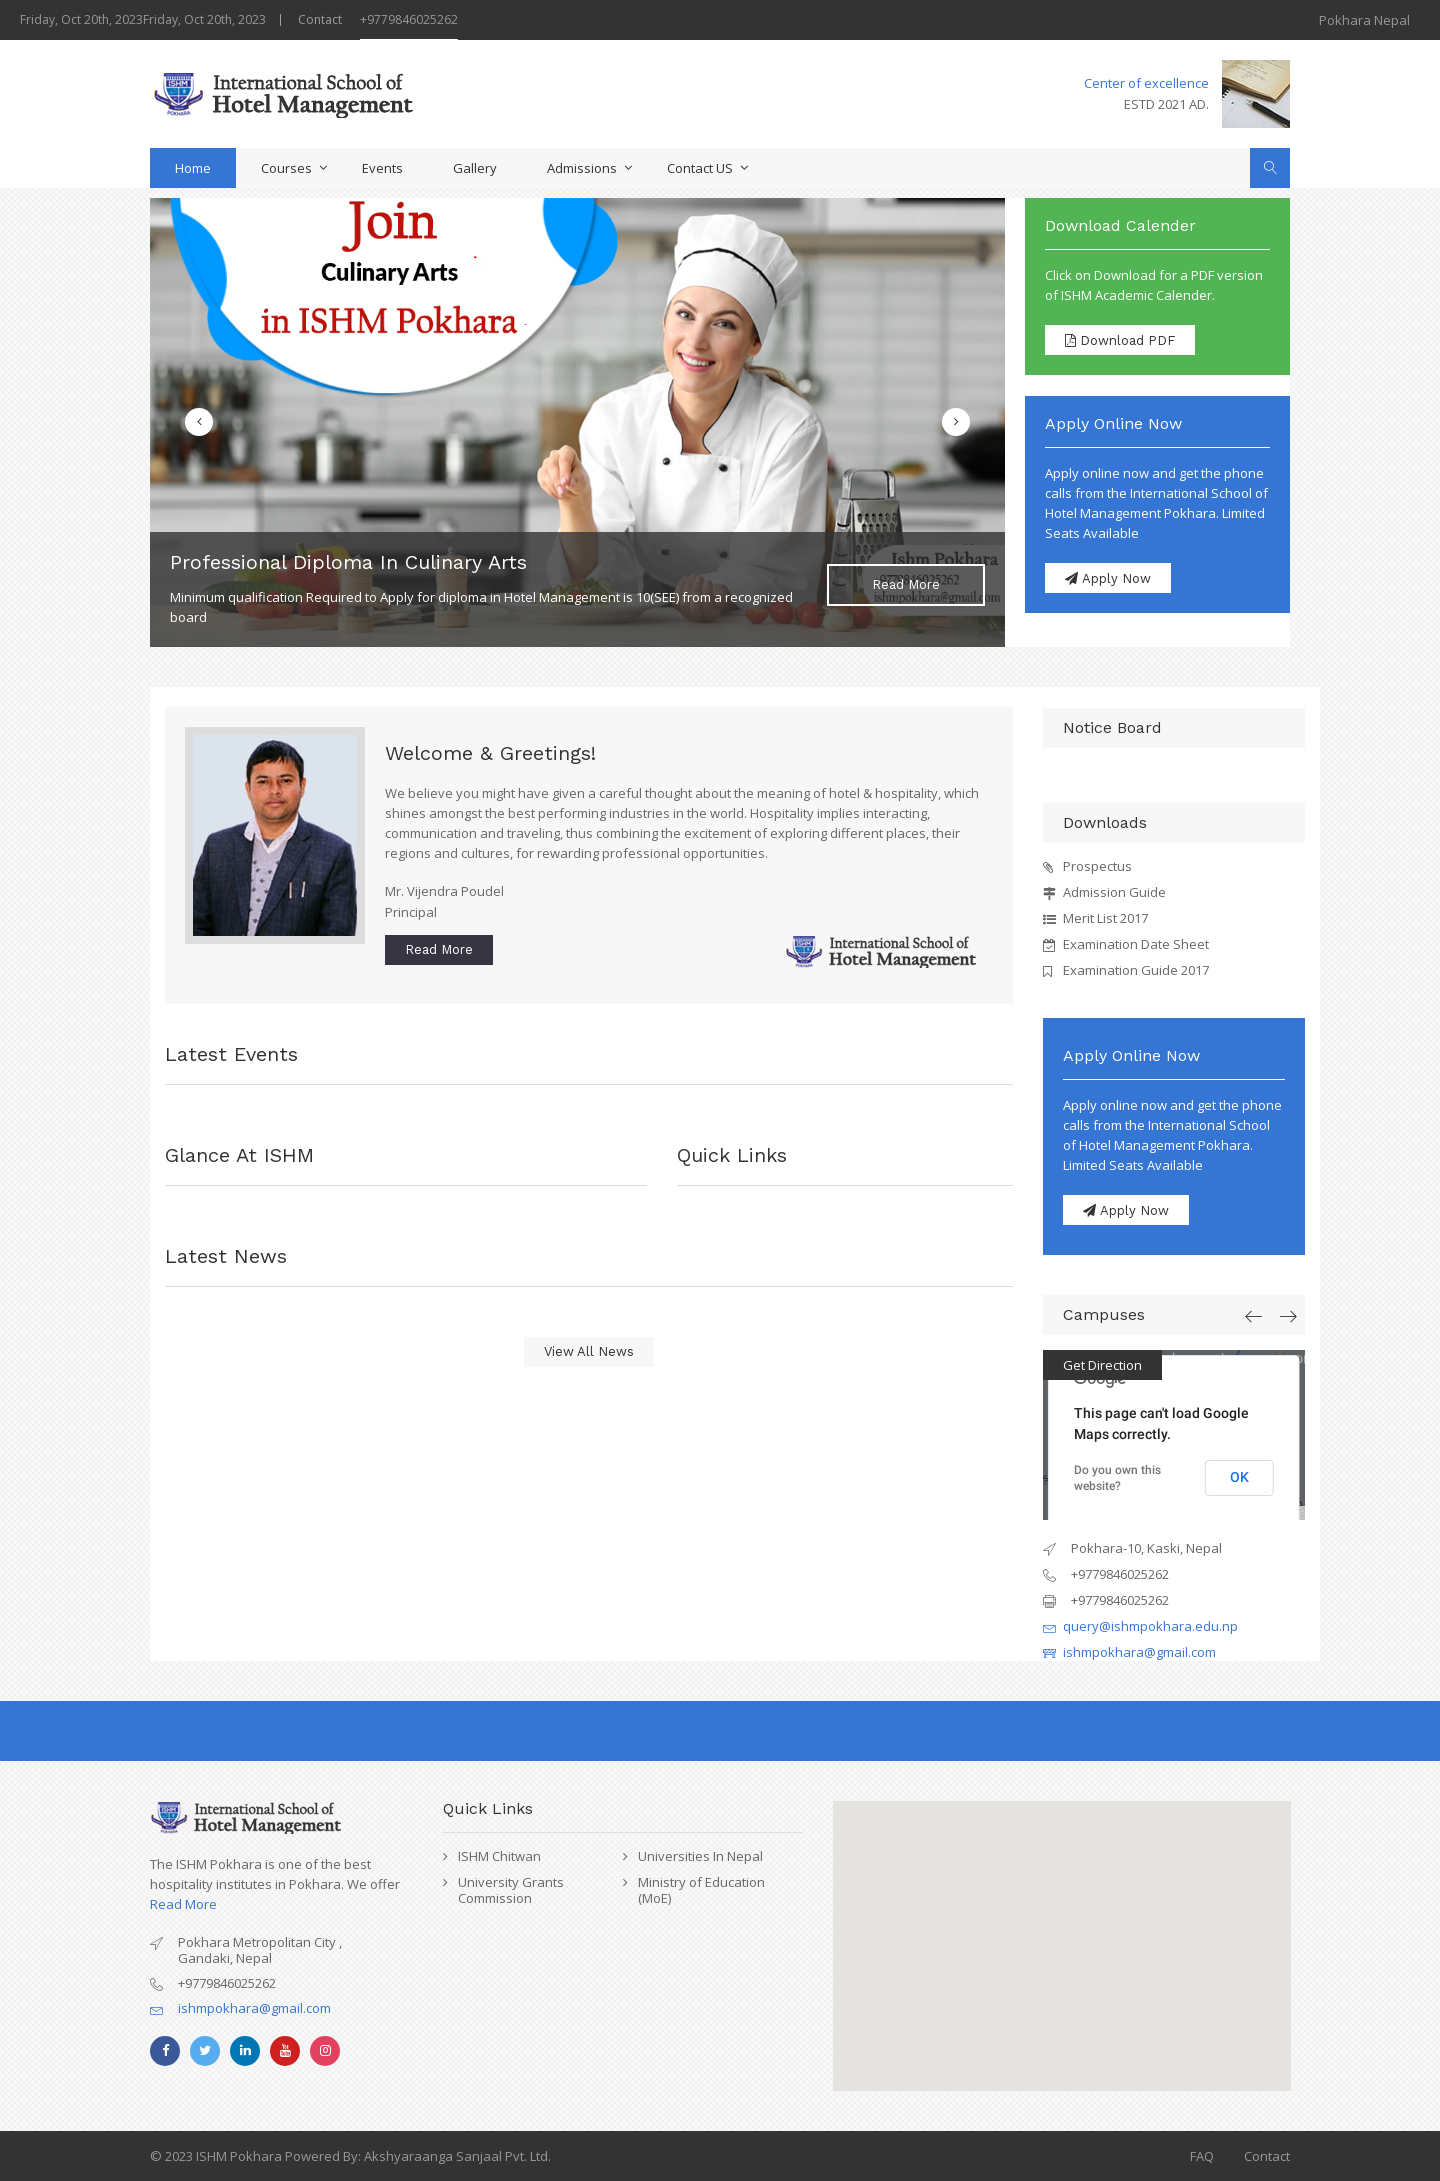 Friday, Oct 20th, 2023Friday, Oct 20th, 2023 | Contact +9779846025262 Pokhara Nepal
ISHM
POKHARA
International School of
Hotel Management
Center of excellence
ESTD 2021 AD.
Home Courses Events Gallery Admissions Contact US
Join
Culinary Arts
in ISHM Pokhara
Professional Diploma In Culinary Arts
Minimum qualification Required to Apply for diploma in Hotel Management is 10(SEE) from a recognized
board
Read More
Ishm Pokhara
9779846025262
ishmpokhara@gmail.com
Download Calender
Click on Download for a PDF version
of ISHM Academic Calender.
Download PDF
Apply Online Now
Apply online now and get the phone
calls from the International School of
Hotel Management Pokhara. Limited
Seats Available
Apply Now
Welcome & Greetings!
We believe you might have given a careful thought about the meaning of hotel & hospitality, which
shines amongst the best performing industries in the world. Hospitality implies interacting,
communication and traveling, thus combining the excitement of exploring different places, their
regions and cultures, for rewarding professional opportunities.
Mr. Vijendra Poudel
Principal
Read More
ISHM
POKHARA
International School of
Hotel Management
Latest Events
Glance At ISHM
Quick Links
Latest News
View All News
Notice Board
Downloads
Prospectus
Admission Guide
Merit List 2017
Examination Date Sheet
Examination Guide 2017
Apply Online Now
Apply online now and get the phone
calls from the International School
of Hotel Management Pokhara.
Limited Seats Available
Apply Now
Campuses
Get Direction
Google
This page can't load Google
Maps correctly.
Do you own this
website?
OK
Pokhara-10, Kaski, Nepal
+9779846025262
+9779846025262
query@ishmpokhara.edu.np
ishmpokhara@gmail.com
ISHM
POKHARA
International School of
Hotel Management
The ISHM Pokhara is one of the best
hospitality institutes in Pokhara. We offer
Read More
Pokhara Metropolitan City ,
Gandaki, Nepal
+9779846025262
ishmpokhara@gmail.com
Quick Links
ISHM Chitwan
University Grants
Commission
Universities In Nepal
Ministry of Education
(MoE)
© 2023 ISHM Pokhara Powered By: Akshyaraanga Sanjaal Pvt. Ltd.
FAQ Contact